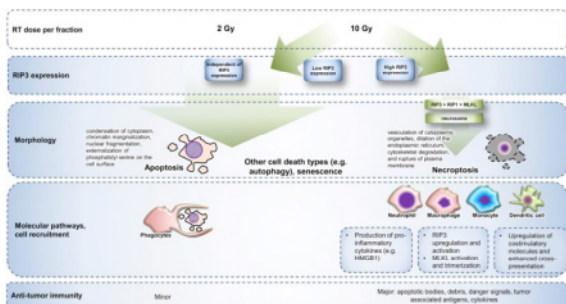 RT dose per fraction
2 Gy
10 Gy
RIP3 expression
Independent of
RIP3
expression
Low RIP3
expression
High RIP3
expression
RIP3 + RIP1 + MLKL
necrosome
Morphology
condensation of cytoplasm,
chromatin marginalization,
nuclear fragmentation,
externalization of
phosphatidyl serine on the
cell surface
Apoptosis
Other cell death types (e.g.
autophagy), senescence
vesiculation of cytoplasmic
organelles, dilation of the
endoplasmic reticulum,
cytoskeletal degradation,
and rupture of plasma
membrane
Necroptosis
Molecular pathways,
cell recruitment
Phagocytes
Neutrophil
Macrophage
Monocyte
Dendritic cell
• Production of pro-
inflammatory
cytokines (e.g.
HMGB1)
• RIP3
upregulation and
activation
• MLKL activation
and trimerization
• Upregulation of
costimulatory
molecules and
enhanced cross-
presentation
Anti-tumor immunity
Minor
Major: apoptotic bodies, debris, danger signals, tumor
associated antigens, cytokines